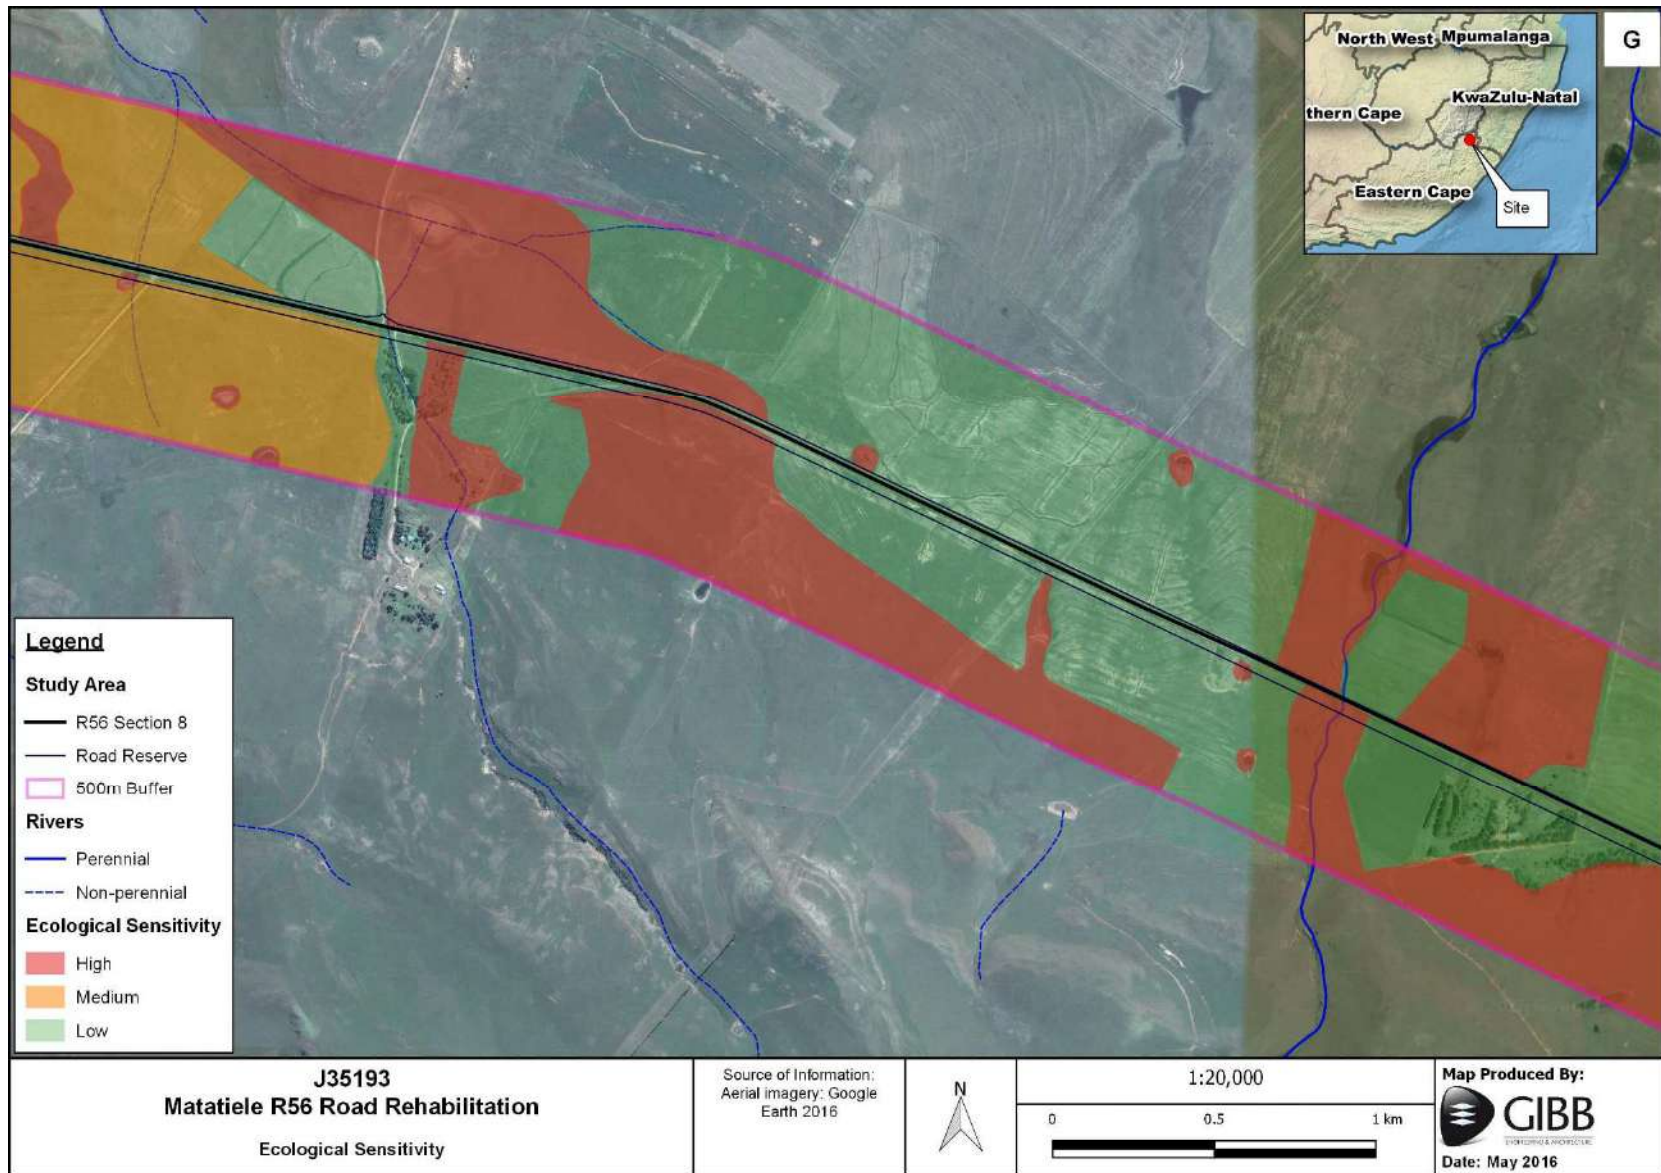 North West
Mpumalanga
KwaZulu-Natal
thern Cape
Eastern Cape
Site
G
Legend
Study Area
R56 Section 8
Road Reserve
500m Buffer
Rivers
Perennial
Non-perennial
Ecological Sensitivity
High
Medium
Low
J35193
Matatiele R56 Road Rehabilitation
Ecological Sensitivity
Source of Information:
Aerial imagery: Google
Earth 2016
N
1:20,000
0 0.5 1 km
Map Produced By:
GIBB
ENGINEERING & ARCHITECTURE
Date: May 2016